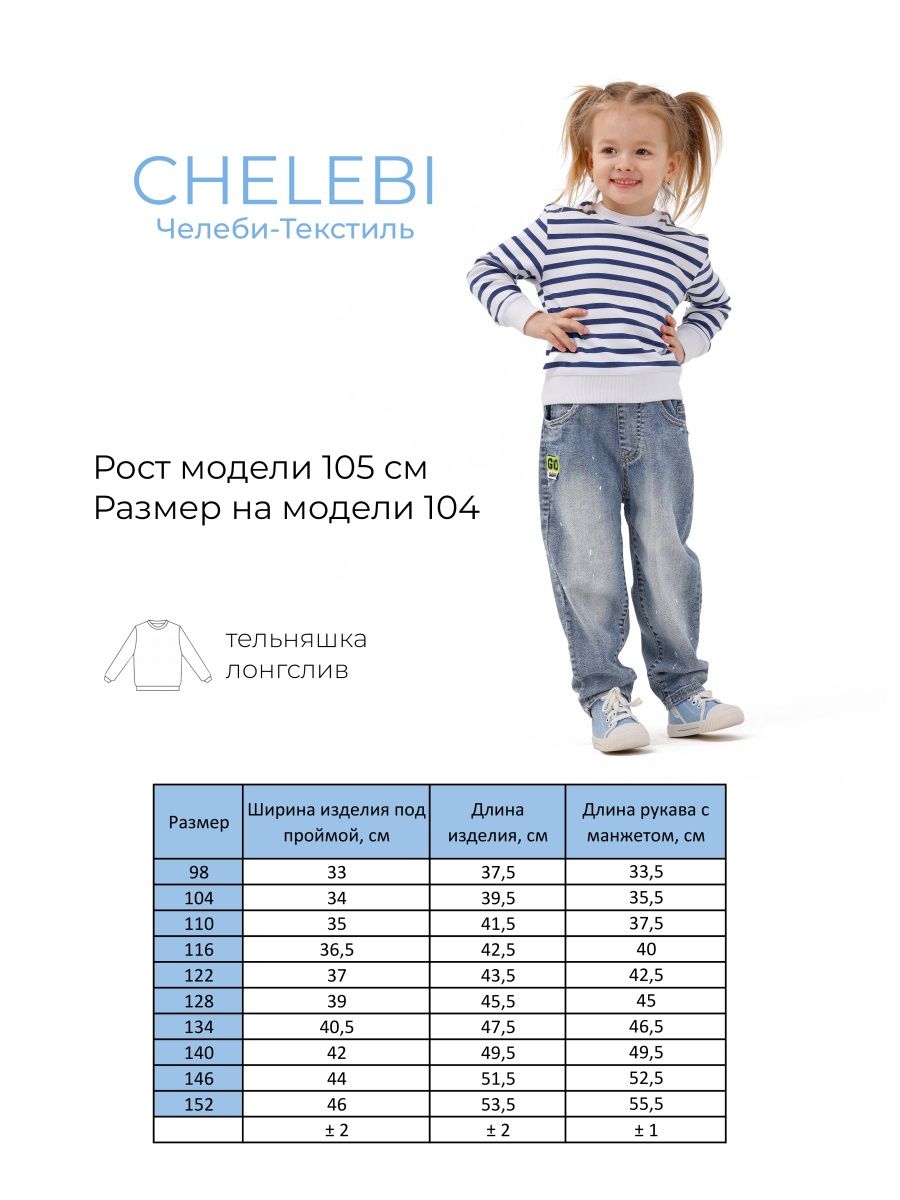 CHELEBI
Челеби-Текстиль
GO
Рост модели 105 см
Размер на модели 104
тельняшка
лонгслив
Размер Ширина изделия под проймой, см Длина изделия, см Длина рукава с манжетом, см
98 33 37,5 33,5
104 34 39,5 35,5
110 35 41,5 37,5
116 36,5 42,5 40
122 37 43,5 42,5
128 39 45,5 45
134 40,5 47,5 46,5
140 42 49,5 49,5
146 44 51,5 52,5
152 46 53,5 55,5
± 2 ± 2 ± 1